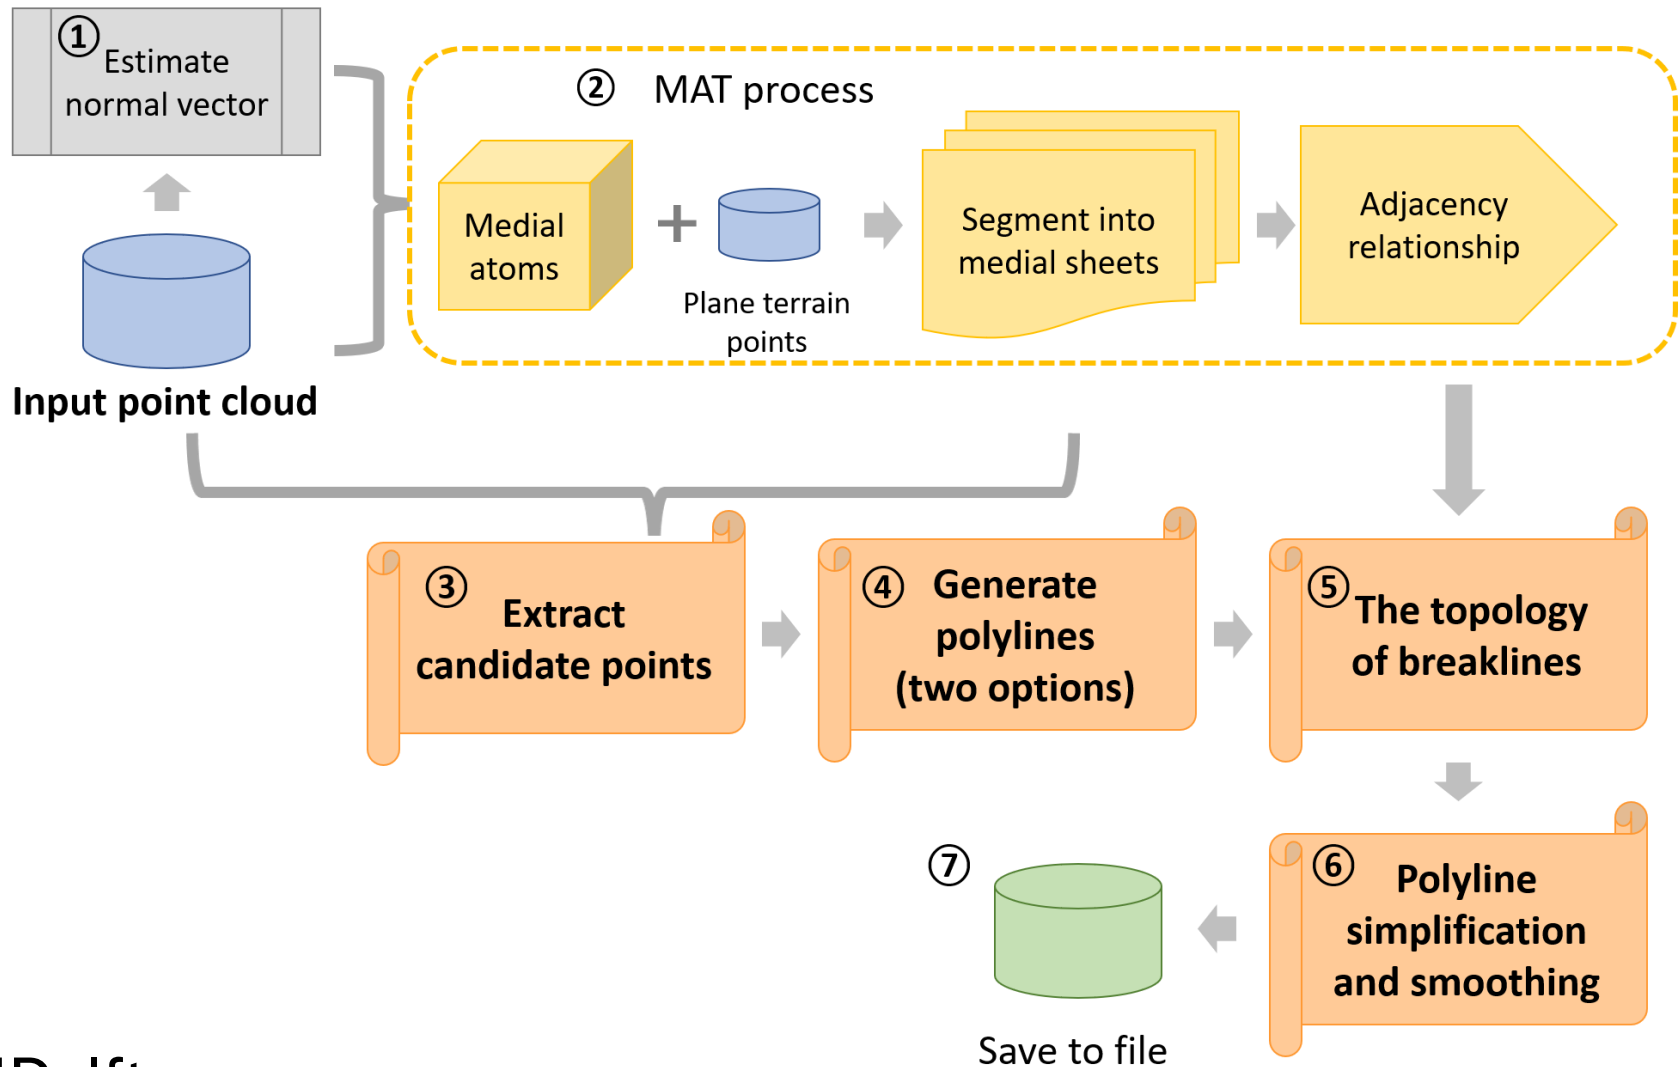 ①
Estimate
normal vector
Input point cloud
② MAT process
Medial
atoms
+
Plane terrain
points
Segment into
medial sheets
Adjacency
relationship
③
Extract
candidate points
④ Generate
polylines
(two options)
⑤
The topology
of breaklines
⑥
Polyline
simplification
and smoothing
⑦
Save to file